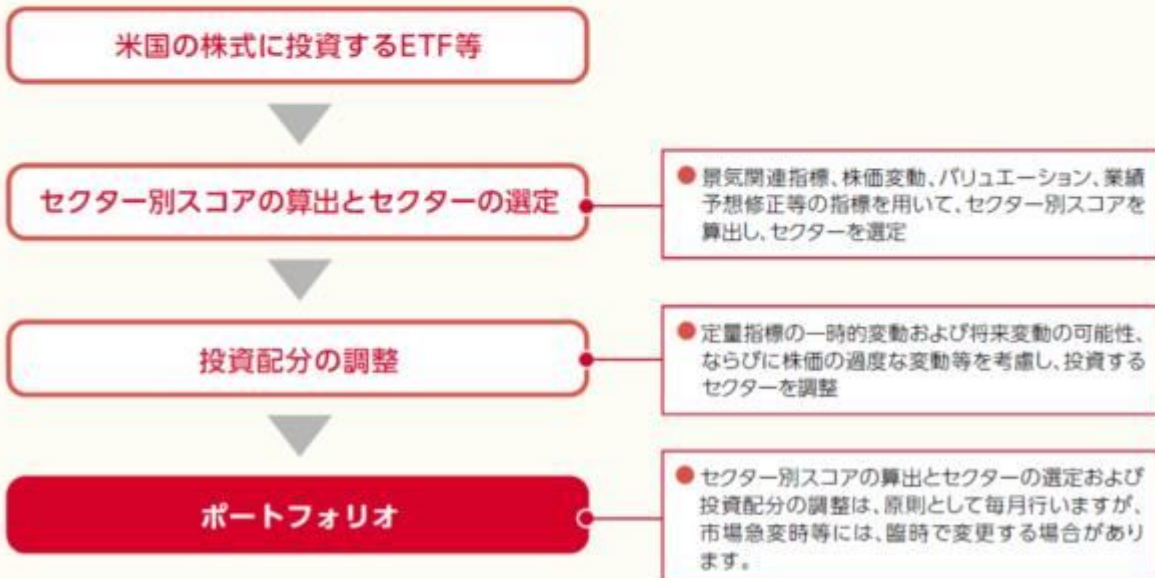 米国の株式に投資するETF等
セクター別スコアの算出とセクターの選定
●景気関連指標、株価変動、バリュエーション、業績
予想修正等の指標を用いて、セクター別スコアを
算出し、セクターを選定
投資配分の調整
●定量指標の一時的変動および将来変動の可能性、
ならびに株価の過度な変動等を考慮し、投資する
セクターを調整
ポートフォリオ
●セクター別スコアの算出とセクターの選定および
投資配分の調整は、原則として毎月行いますが、
市場急変時等には、臨時で変更する場合があり
ます。